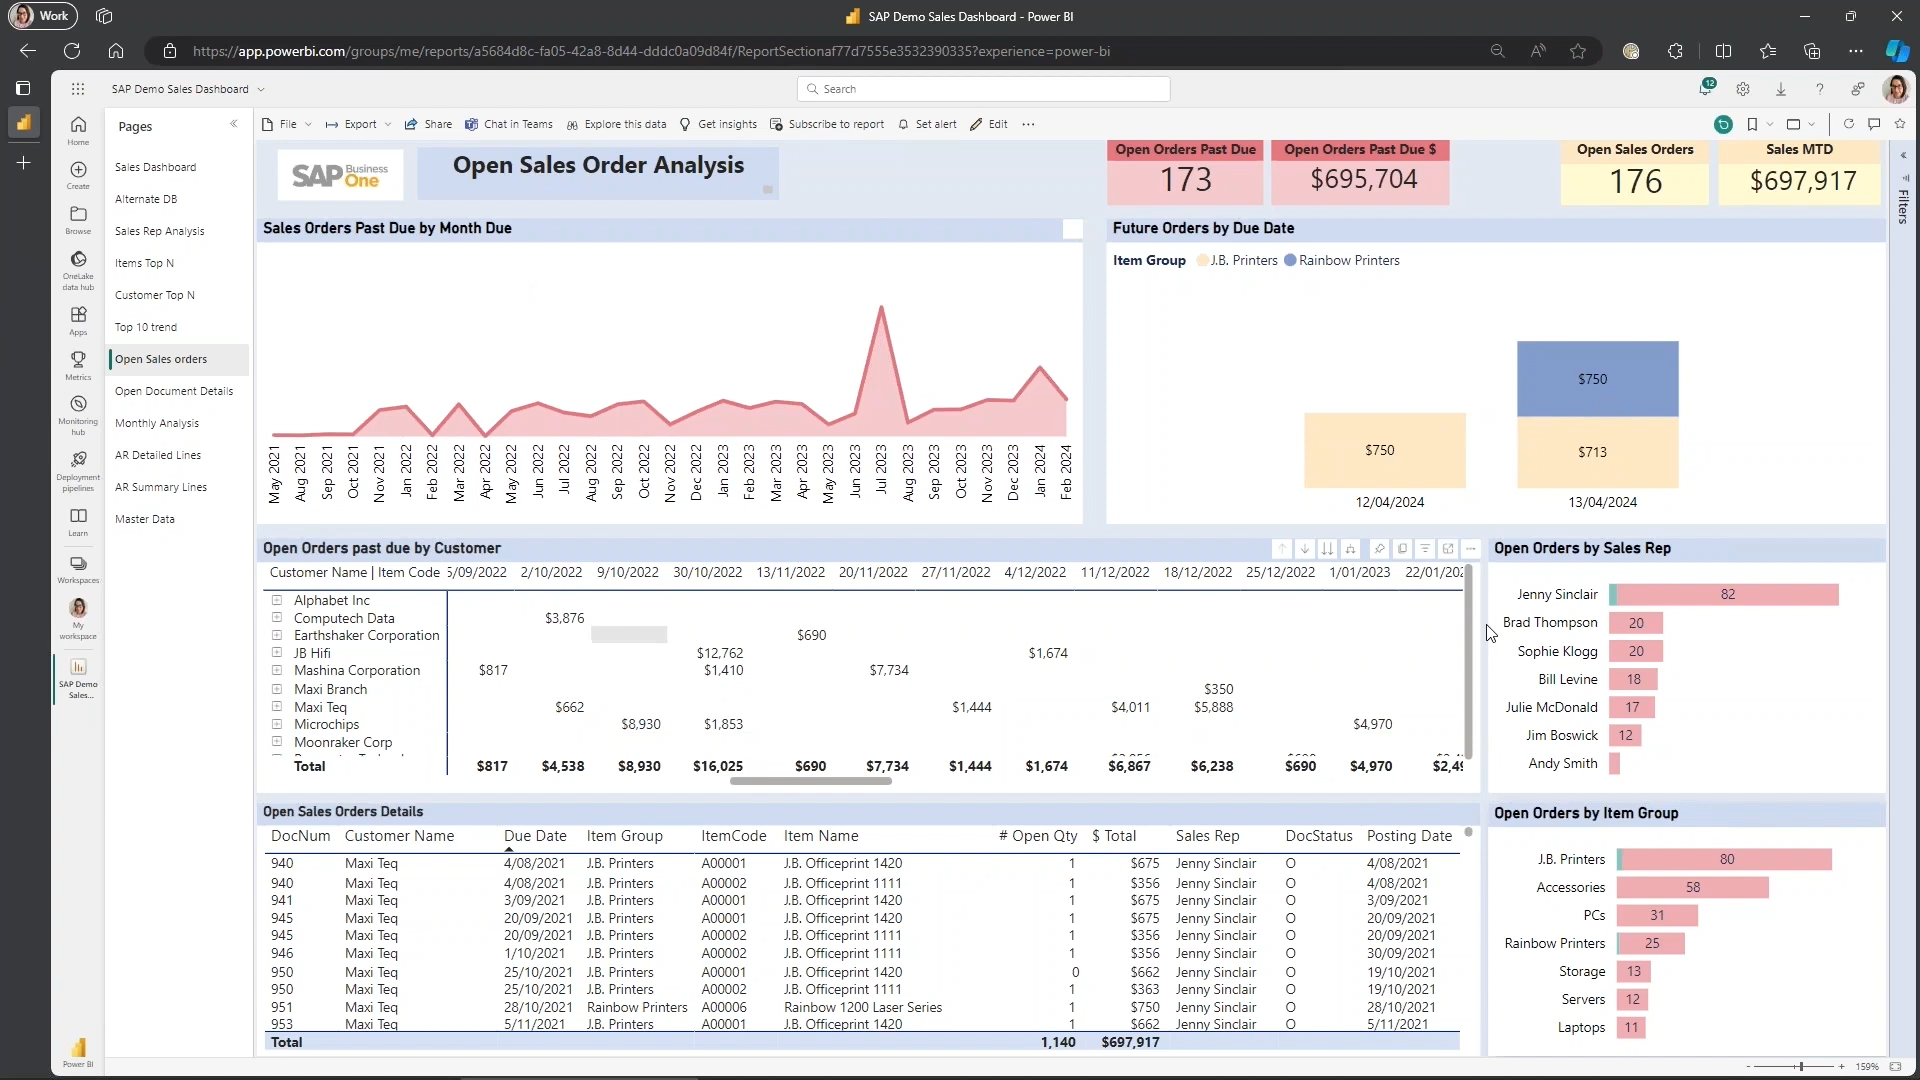 Work
SAP Demo Sales Dashboard - Power BI
https://app.powerbi.com/groups/me/reports/a5684d8c-fa05-42a8-8d44-dddc0a09d84f/ReportSectionaf77d7555e3532390335?experience=power-bi
SAP Demo Sales Dashboard
Search
12
Home
Create
Browse
OneLake
data hub
Apps
Metrics
Monitoring
hub
Deployment
pipelines
Learn
Workspaces
My
workspace
SAP Demo
Sales...
Power BI
Pages
Sales Dashboard
Alternate DB
Sales Rep Analysis
Items Top N
Customer Top N
Top 10 trend
Open Sales orders
Open Document Details
Monthly Analysis
AR Detailed Lines
AR Summary Lines
Master Data
File Export Share Chat in Teams Explore this data Get insights Subscribe to report Set alert Edit
SAP Business One
Open Sales Order Analysis
Open Orders Past Due
173
Open Orders Past Due $
$695,704
Open Sales Orders
176
Sales MTD
$697,917
Filters
Sales Orders Past Due by Month Due
May 2021 Aug 2021 Sep 2021 Oct 2021 Nov 2021 Jan 2022 Feb 2022 Mar 2022 Apr 2022 May 2022 Jun 2022 Jul 2022 Aug 2022 Sep 2022 Oct 2022 Nov 2022 Dec 2022 Jan 2023 Feb 2023 Mar 2023 Apr 2023 May 2023 Jun 2023 Jul 2023 Aug 2023 Sep 2023 Oct 2023 Nov 2023 Dec 2023 Jan 2024 Feb 2024
Future Orders by Due Date
Item Group J.B. Printers Rainbow Printers
$750
$750
$713
12/04/2024 13/04/2024
Open Orders past due by Customer
Customer Name | Item Code 5/09/2022 2/10/2022 9/10/2022 30/10/2022 13/11/2022 20/11/2022 27/11/2022 4/12/2022 11/12/2022 18/12/2022 25/12/2022 1/01/2023 22/01/202
Alphabet Inc
Computech Data $3,876
Earthshaker Corporation $690
JB Hifi $12,762 $1,674
Mashina Corporation $817 $1,410 $7,734
Maxi Branch $350
Maxi Teq $662 $1,444 $4,011 $5,888
Microchips $8,930 $1,853 $4,970
Moonraker Corp
Total $817 $4,538 $8,930 $16,025 $690 $7,734 $1,444 $1,674 $6,867 $6,238 $690 $4,970 $2,49
Open Orders by Sales Rep
Jenny Sinclair 82
Brad Thompson 20
Sophie Klogg 20
Bill Levine 18
Julie McDonald 17
Jim Boswick 12
Andy Smith
Open Sales Orders Details
DocNum Customer Name Due Date Item Group ItemCode Item Name # Open Qty $ Total Sales Rep DocStatus Posting Date
940 Maxi Teq 4/08/2021 J.B. Printers A00001 J.B. Officeprint 1420 1 $675 Jenny Sinclair O 4/08/2021
940 Maxi Teq 4/08/2021 J.B. Printers A00002 J.B. Officeprint 1111 1 $356 Jenny Sinclair O 4/08/2021
941 Maxi Teq 3/09/2021 J.B. Printers A00001 J.B. Officeprint 1420 1 $675 Jenny Sinclair O 3/09/2021
945 Maxi Teq 20/09/2021 J.B. Printers A00001 J.B. Officeprint 1420 1 $675 Jenny Sinclair O 20/09/2021
945 Maxi Teq 20/09/2021 J.B. Printers A00002 J.B. Officeprint 1111 1 $356 Jenny Sinclair O 20/09/2021
946 Maxi Teq 1/10/2021 J.B. Printers A00002 J.B. Officeprint 1111 1 $356 Jenny Sinclair O 30/09/2021
950 Maxi Teq 25/10/2021 J.B. Printers A00001 J.B. Officeprint 1420 0 $662 Jenny Sinclair O 19/10/2021
950 Maxi Teq 25/10/2021 J.B. Printers A00002 J.B. Officeprint 1111 1 $363 Jenny Sinclair O 19/10/2021
951 Maxi Teq 28/10/2021 Rainbow Printers A00006 Rainbow 1200 Laser Series 1 $750 Jenny Sinclair O 28/10/2021
953 Maxi Teq 5/11/2021 J.B. Printers A00001 J.B. Officeprint 1420 1 $662 Jenny Sinclair O 5/11/2021
Total 1,140 $697,917
Open Orders by Item Group
J.B. Printers 80
Accessories 58
PCs 31
Rainbow Printers 25
Storage 13
Servers 12
Laptops 11
159%